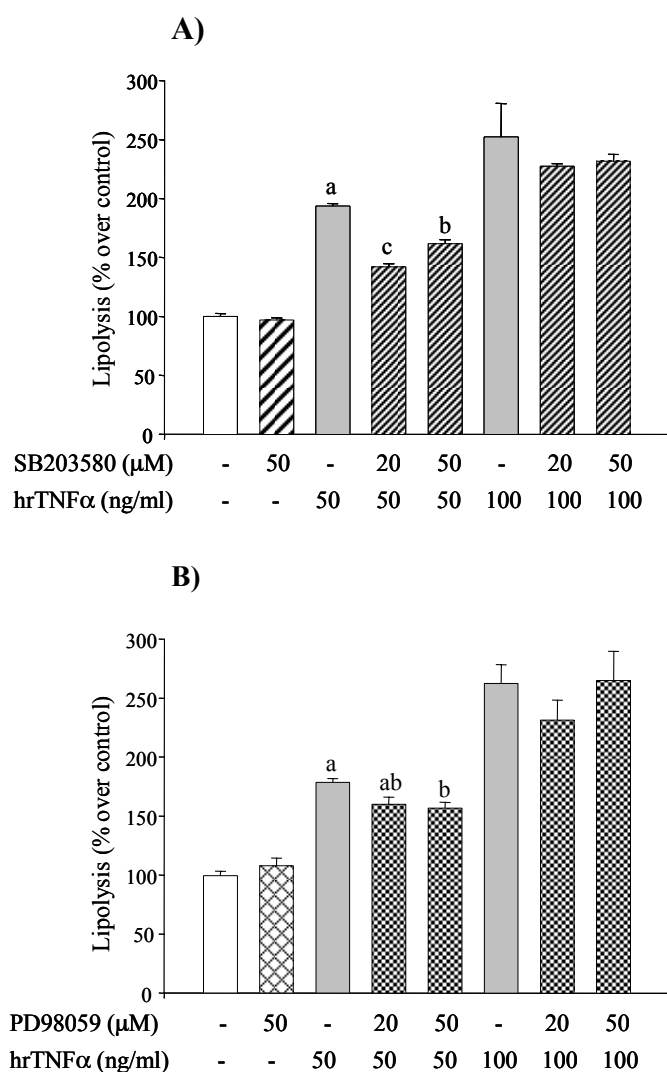 A)
300
250
200
150
100
50
0
Lipolysis (% over control)
a
c
b
SB203580 (μM) - 50 - 20 50 - 20 50
hrTNFα (ng/ml) - - 50 50 50 100 100 100
B)
300
250
200
150
100
50
0
Lipolysis (% over control)
a
ab
b
PD98059 (μM) - 50 - 20 50 - 20 50
hrTNFα (ng/ml) - - 50 50 50 100 100 100